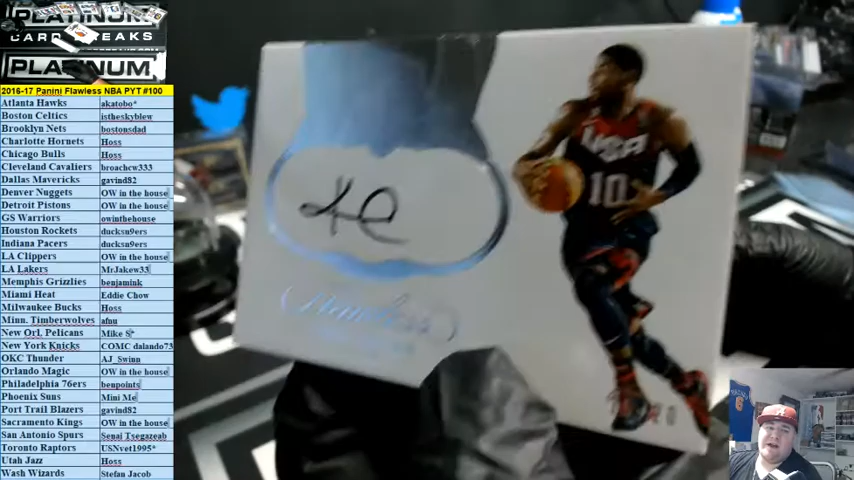 PLATINUM
CARD BREAKS
PLATINUM
2016-17 Panini Flawless NBA PYT #100
Atlanta Hawks akatobo*
Boston Celtics istheskyblew
Brooklyn Nets bostonsdad
Charlotte Hornets Hoss
Chicago Bulls Hoss
Cleveland Cavaliers broachcw333
Dallas Mavericks gavind82
Denver Nuggets OW in the house
Detroit Pistons OW in the house
GS Warriors owinthehouse
Houston Rockets ducksn9ers
Indiana Pacers ducksn9ers
LA Clippers OW in the house
LA Lakers MrJakew33
Memphis Grizzlies benjamink
Miami Heat Eddie Chow
Milwaukee Bucks Hoss
Minn. Timberwolves afnu
New Orl. Pelicans Mike S*
New York Knicks COMC dalando73
OKC Thunder AJ_Swinn
Orlando Magic OW in the house
Philadelphia 76ers benpoints
Phoenix Suns Mini Me
Port Trail Blazers gavind82
Sacramento Kings OW in the house
San Antonio Spurs Senai Tsegazeab
Toronto Raptors USNvet1995*
Utah Jazz Hoss
Wash Wizards Stefan Jacob
USA
10
Flawless